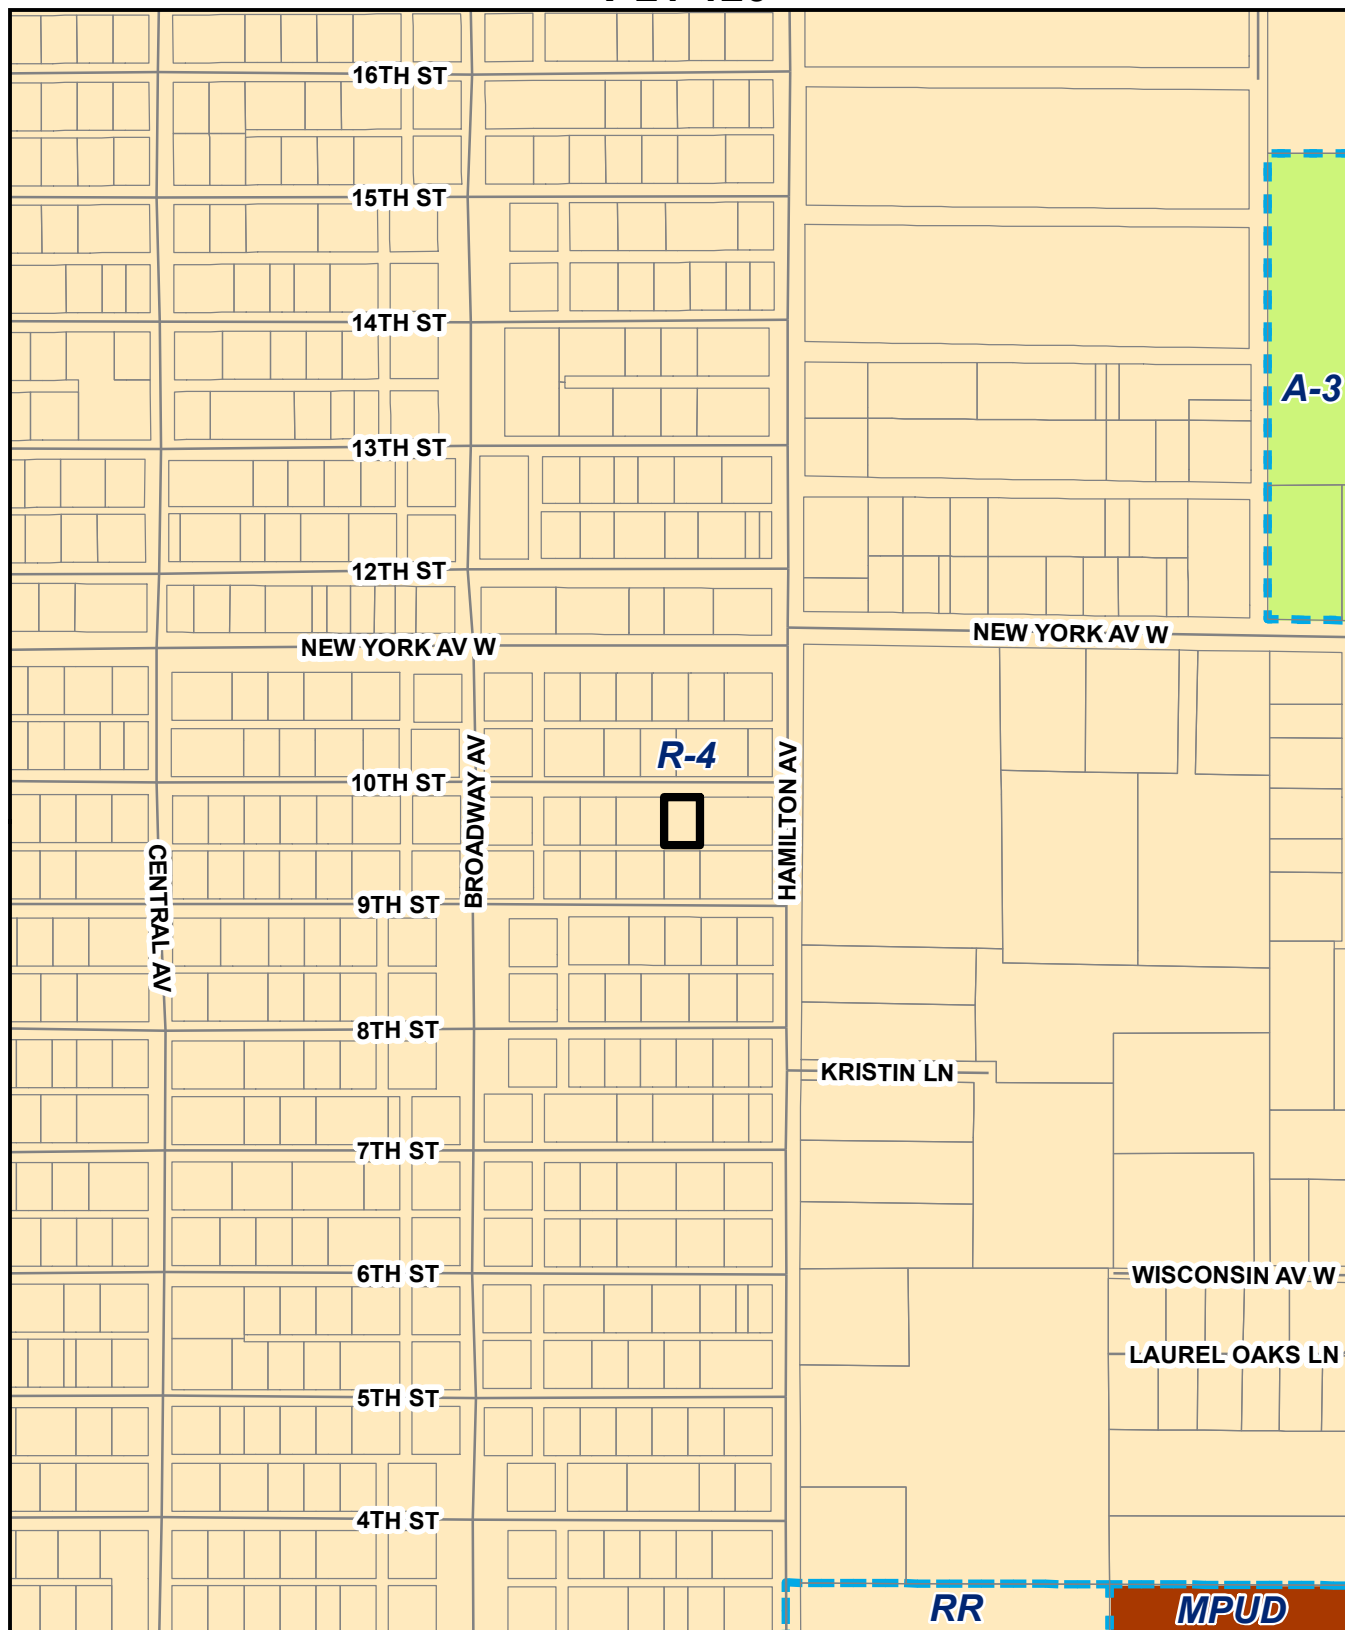 16TH ST
15TH ST
14TH ST
A-3
13TH ST
12TH ST
NEW YORK AV W
NEW YORK AV W
R-4
10TH ST
BROADWAY AV
HAMILTON AV
CENTRAL AV
9TH ST
8TH ST
KRISTIN LN
7TH ST
6TH ST
WISCONSIN AV W
LAUREL OAKS LN
5TH ST
4TH ST
RR
MPUD